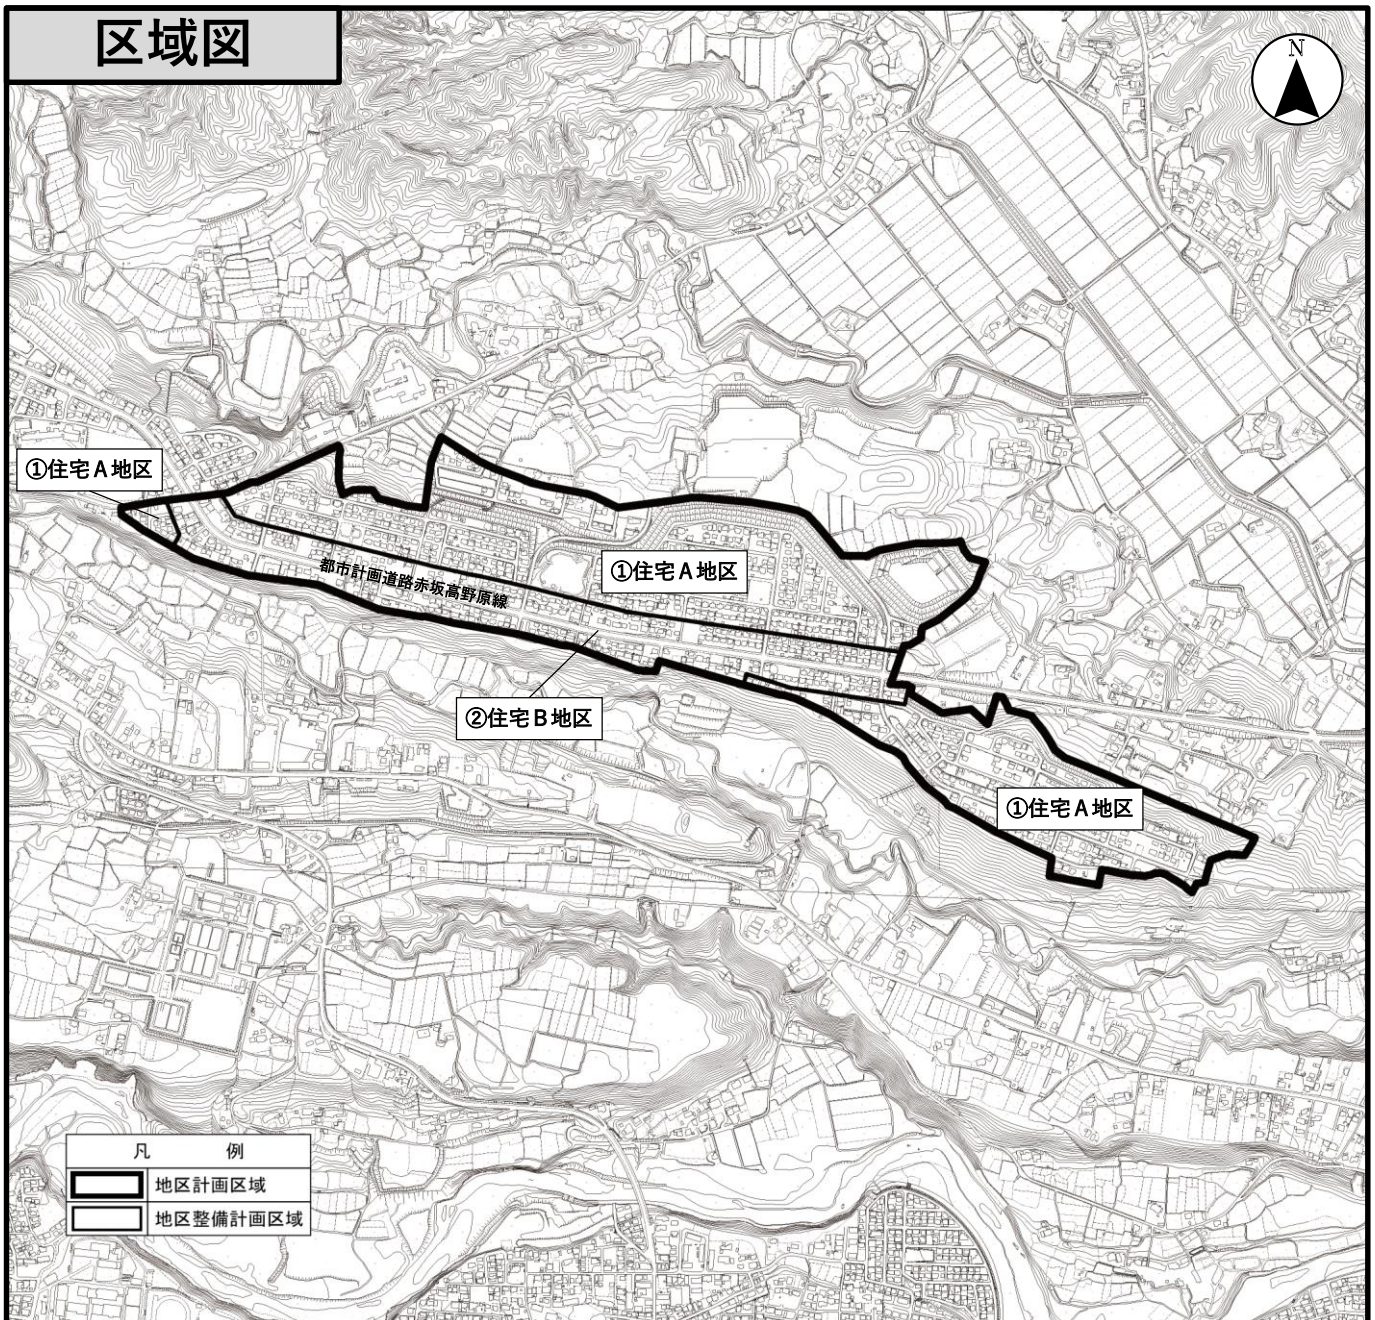 区域図
N
①住宅A地区
都市計画道路赤坂高野原線
①住宅A地区
②住宅B地区
①住宅A地区
凡 例
地区計画区域
地区整備計画区域